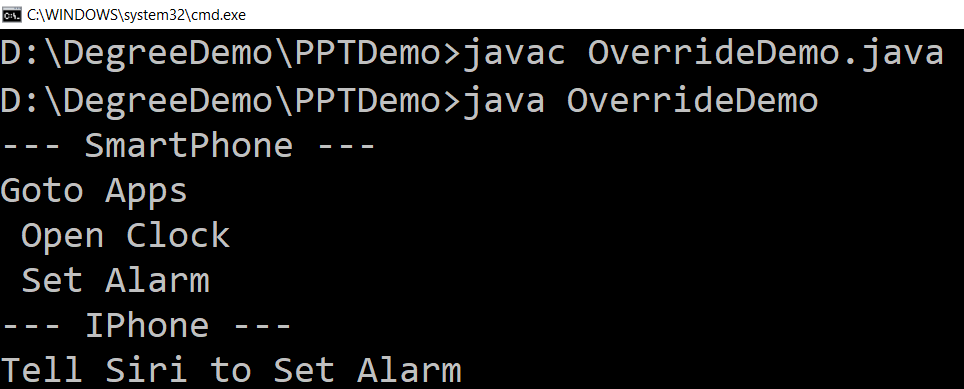 C:\WINDOWS\system32\cmd.exe
D:\DegreeDemo\PPTDemo>javac OverrideDemo.java
D:\DegreeDemo\PPTDemo>java OverrideDemo
--- SmartPhone ---
Goto Apps
 Open Clock
 Set Alarm
--- IPhone ---
Tell Siri to Set Alarm